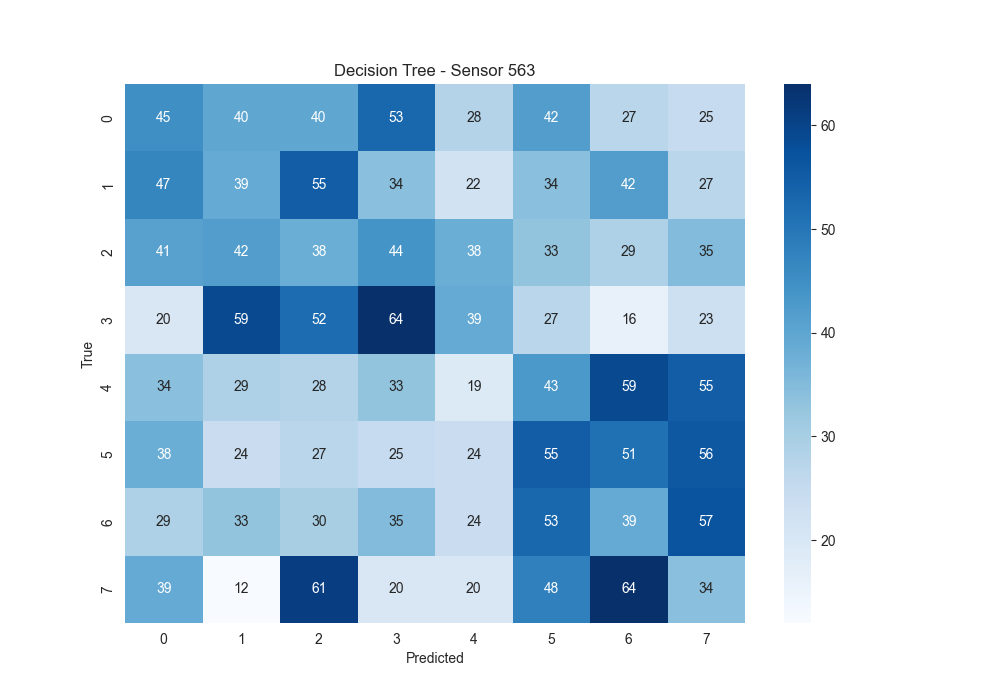 Decision Tree - Sensor 563
0 45 40 40 53 28 42 27 25
1 47 39 55 34 22 34 42 27
2 41 42 38 44 38 33 29 35
3 20 59 52 64 39 27 16 23
4 34 29 28 33 19 43 59 55
5 38 24 27 25 24 55 51 56
6 29 33 30 35 24 53 39 57
7 39 12 61 20 20 48 64 34
0 1 2 3 4 5 6 7
Predicted
True
60
50
40
30
20